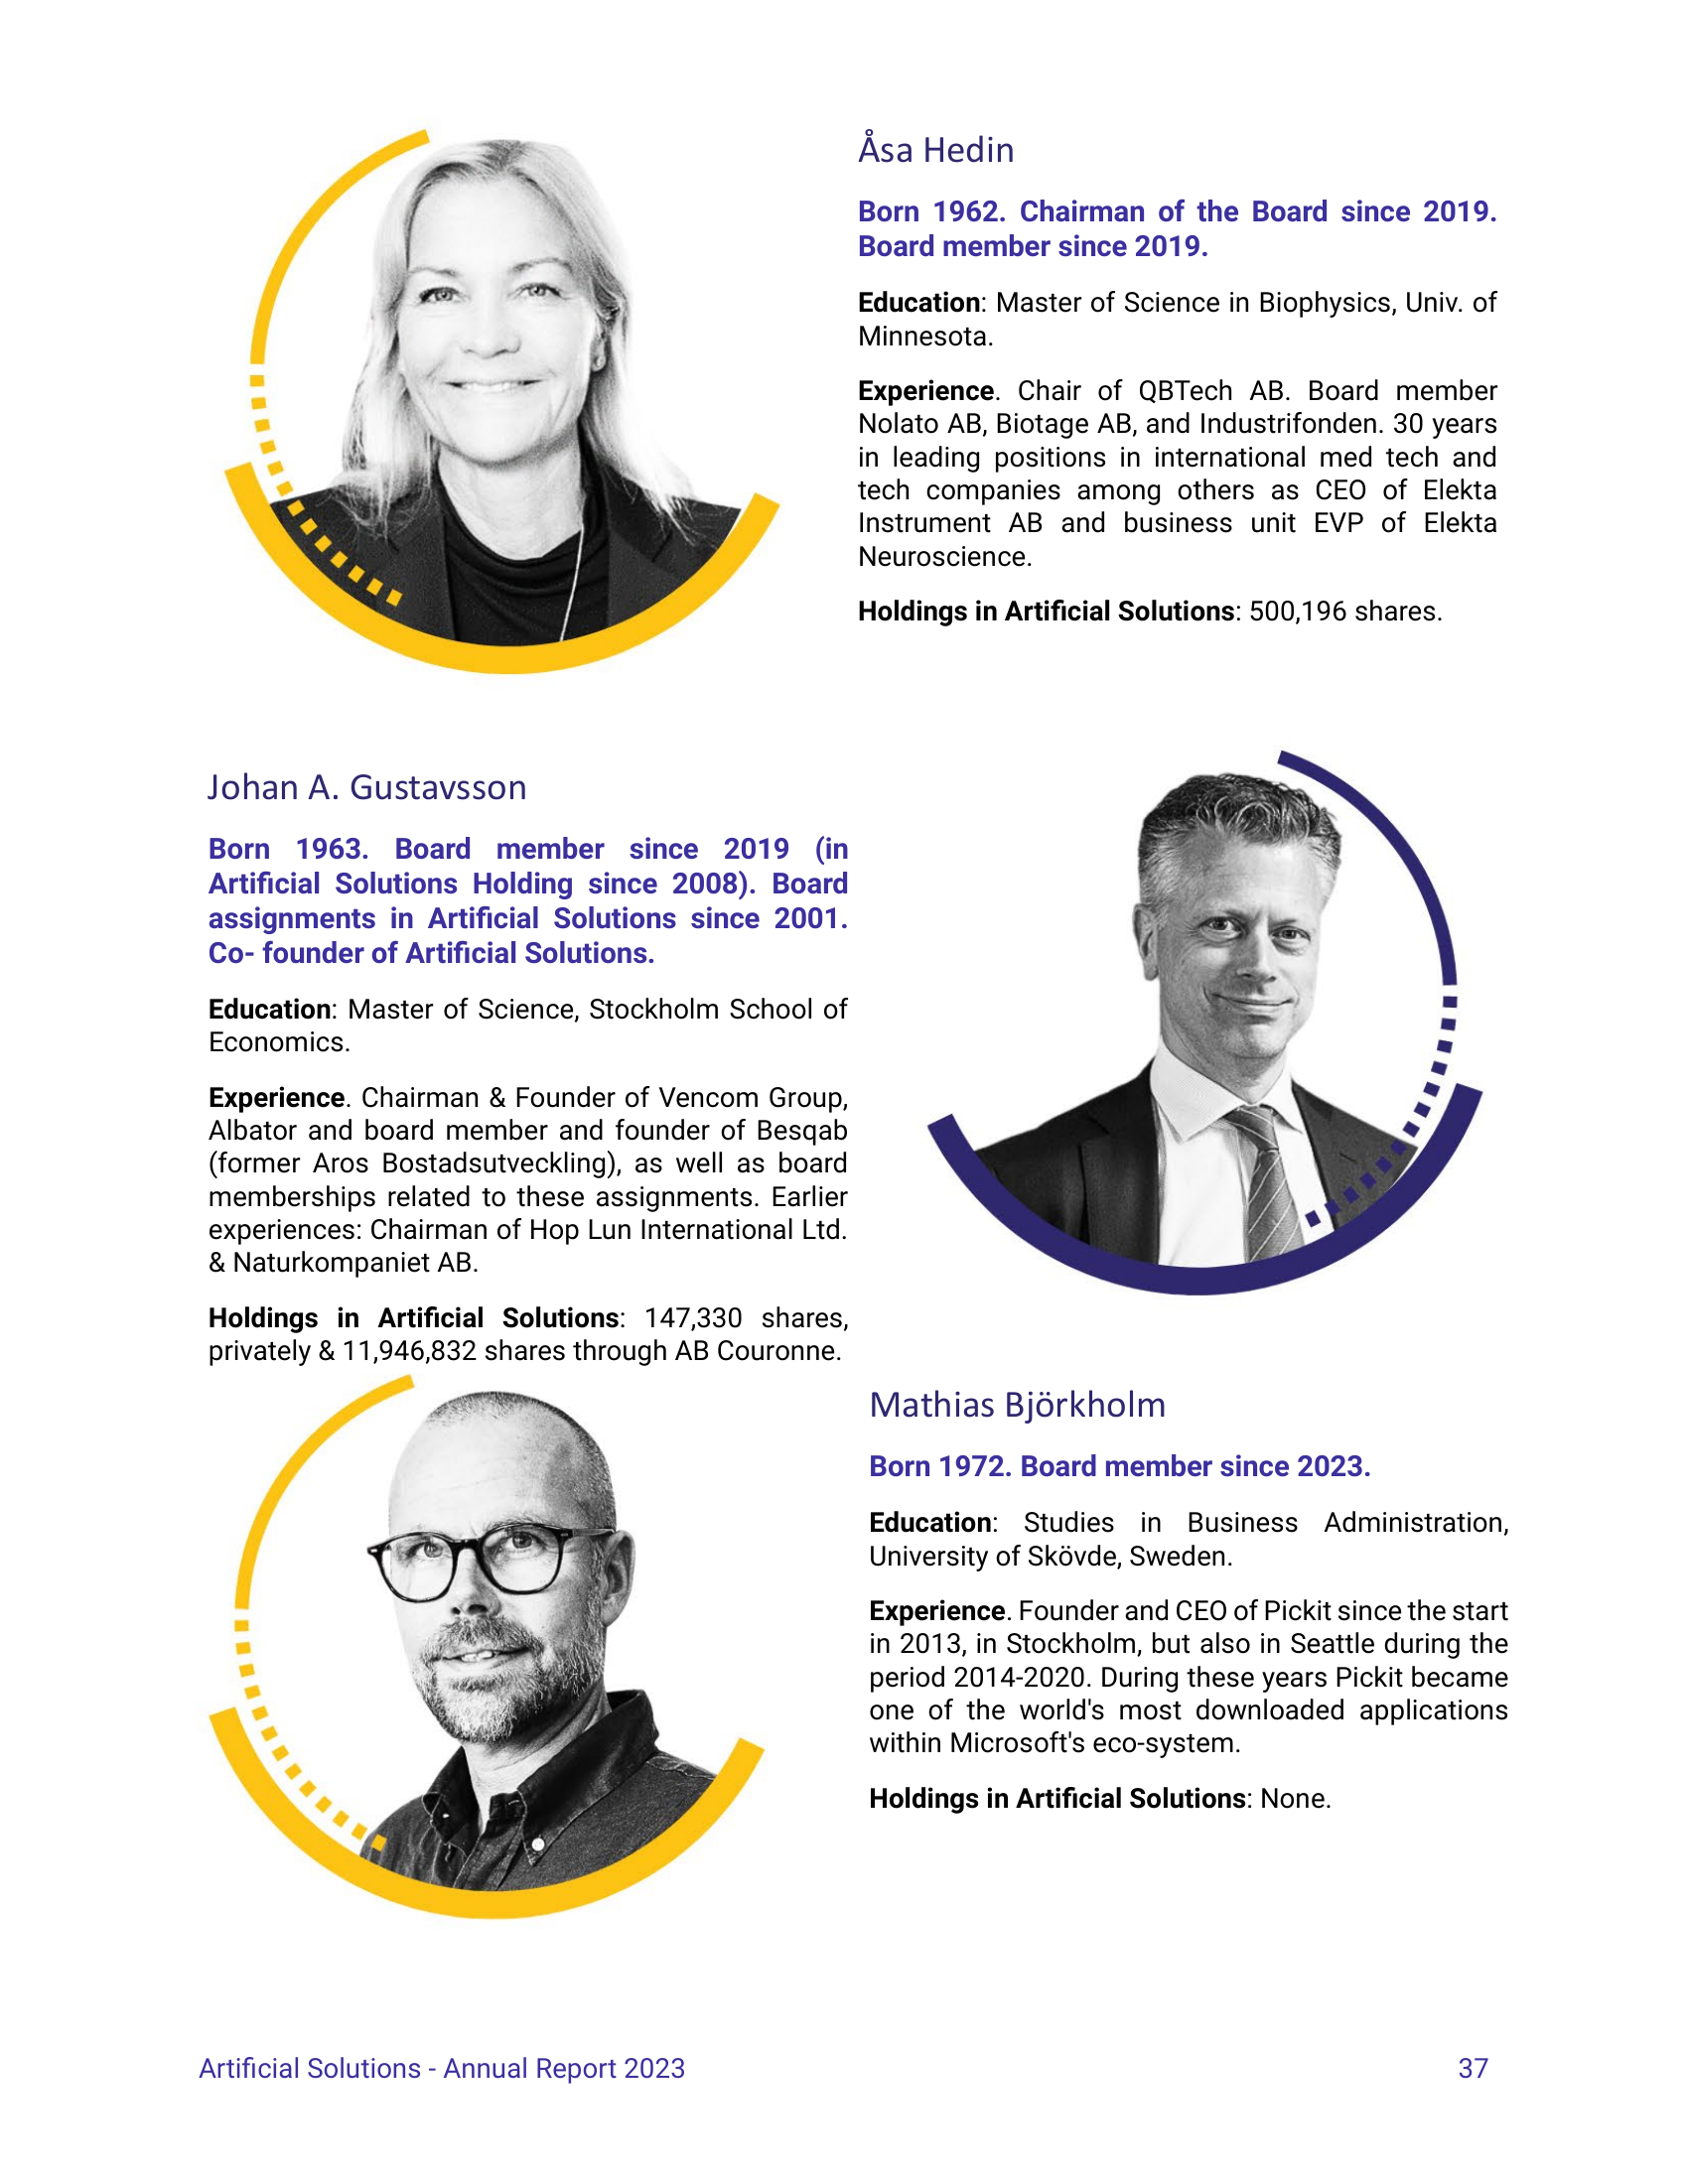 Åsa Hedin
Born 1962. Chairman of the Board since 2019.
Board member since 2019.
Education: Master of Science in Biophysics, Univ. of
Minnesota.
Experience. Chair of QBTech AB. Board member
Nolato AB, Biotage AB, and Industrifonden. 30 years
in leading positions in international med tech and
tech companies among others as CEO of Elekta
Instrument AB and business unit EVP of Elekta
Neuroscience.
Holdings in Artificial Solutions: 500,196 shares.
Johan A. Gustavsson
Born 1963. Board member since 2019 (in
Artificial Solutions Holding since 2008). Board
assignments in Artificial Solutions since 2001.
Co- founder of Artificial Solutions.
Education: Master of Science, Stockholm School of
Economics.
Experience. Chairman & Founder of Vencom Group,
Albator and board member and founder of Besqab
(former Aros Bostadsutveckling), as well as board
memberships related to these assignments. Earlier
experiences: Chairman of Hop Lun International Ltd.
& Naturkompaniet AB.
Holdings in Artificial Solutions: 147,330 shares,
privately & 11,946,832 shares through AB Couronne.
Mathias Björkholm
Born 1972. Board member since 2023.
Education: Studies in Business Administration,
University of Skövde, Sweden.
Experience. Founder and CEO of Pickit since the start
in 2013, in Stockholm, but also in Seattle during the
period 2014-2020. During these years Pickit became
one of the world's most downloaded applications
within Microsoft's eco-system.
Holdings in Artificial Solutions: None.
Artificial Solutions - Annual Report 2023
37